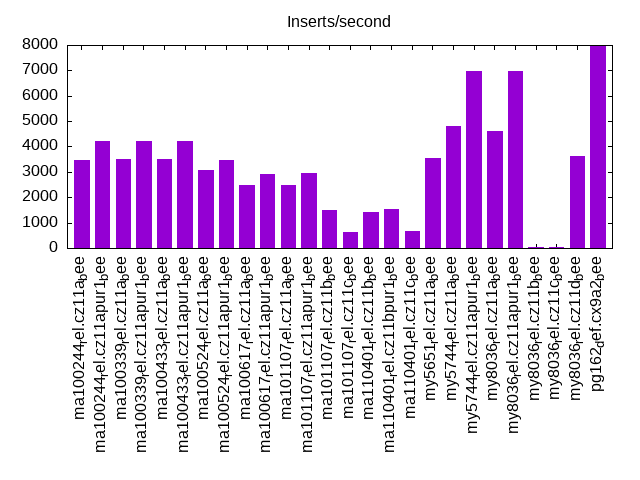 Inserts/second
8000
7000
6000
5000
4000
3000
2000
1000
0
ma100244_rel.cz11a_bee
ma100244_rel.cz11apur1_bee
ma100339_rel.cz11a_bee
ma100339_rel.cz11apur1_bee
ma100433_rel.cz11a_bee
ma100433_rel.cz11apur1_bee
ma100524_rel.cz11a_bee
ma100524_rel.cz11apur1_bee
ma100617_rel.cz11a_bee
ma100617_rel.cz11apur1_bee
ma101107_rel.cz11a_bee
ma101107_rel.cz11apur1_bee
ma101107_rel.cz11b_bee
ma101107_rel.cz11c_bee
ma110401_rel.cz11b_bee
ma110401_rel.cz11bpur1_bee
ma110401_rel.cz11c_bee
my5651_rel.cz11a_bee
my5744_rel.cz11a_bee
my5744_rel.cz11apur1_bee
my8036_rel.cz11a_bee
my8036_rel.cz11apur1_bee
my8036_rel.cz11b_bee
my8036_rel.cz11c_bee
my8036_rel.cz11d_bee
pg162_def.cx9a2_bee